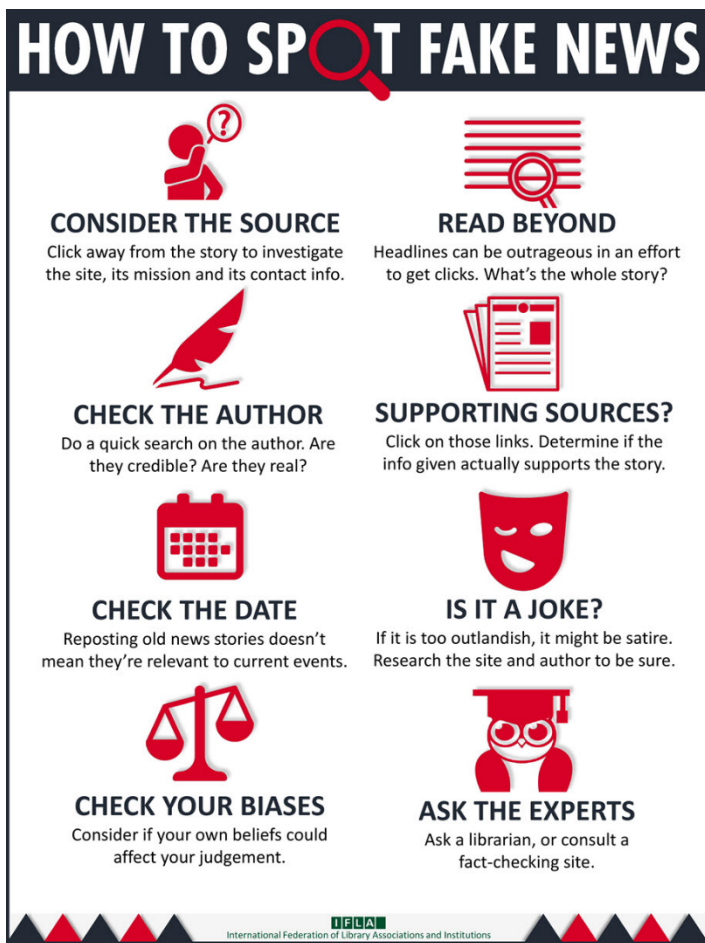 HOW TO SPOT FAKE NEWS
?
CONSIDER THE SOURCE
Click away from the story to investigate
the site, its mission and its contact info.
READ BEYOND
Headlines can be outrageous in an effort
to get clicks. What’s the whole story?
CHECK THE AUTHOR
Do a quick search on the author. Are
they credible? Are they real?
SUPPORTING SOURCES?
Click on those links. Determine if the
info given actually supports the story.
CHECK THE DATE
Reposting old news stories doesn’t
mean they’re relevant to current events.
IS IT A JOKE?
If it is too outlandish, it might be satire.
Research the site and author to be sure.
CHECK YOUR BIASES
Consider if your own beliefs could
affect your judgement.
ASK THE EXPERTS
Ask a librarian, or consult a
fact-checking site.
IFLA
International Federation of Library Associations and Institutions